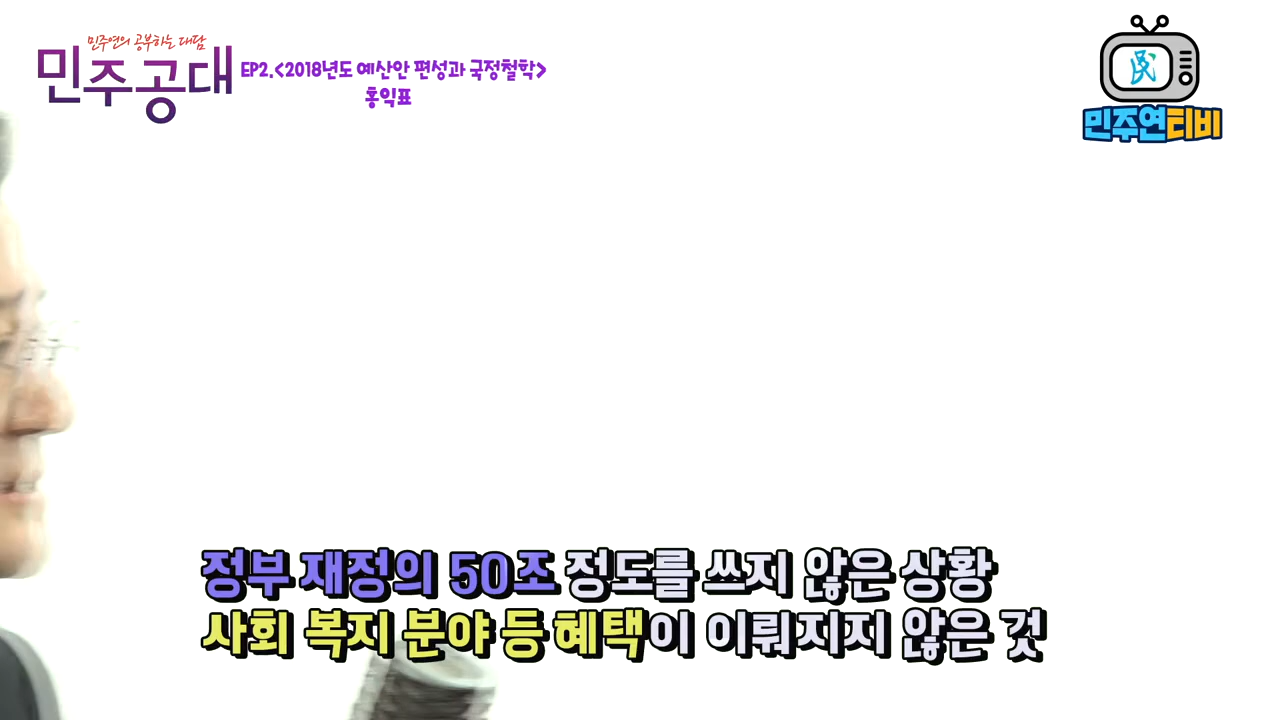 민주연의 공부하는 대담
민주공대
EP2.<2018년도 예산안 편성과 국정철학>
홍익표
民
민주연티비
정부 재정의 50조 정도를 쓰지 않은 상황
사회 복지 분야 등 혜택이 이뤄지지 않은 것